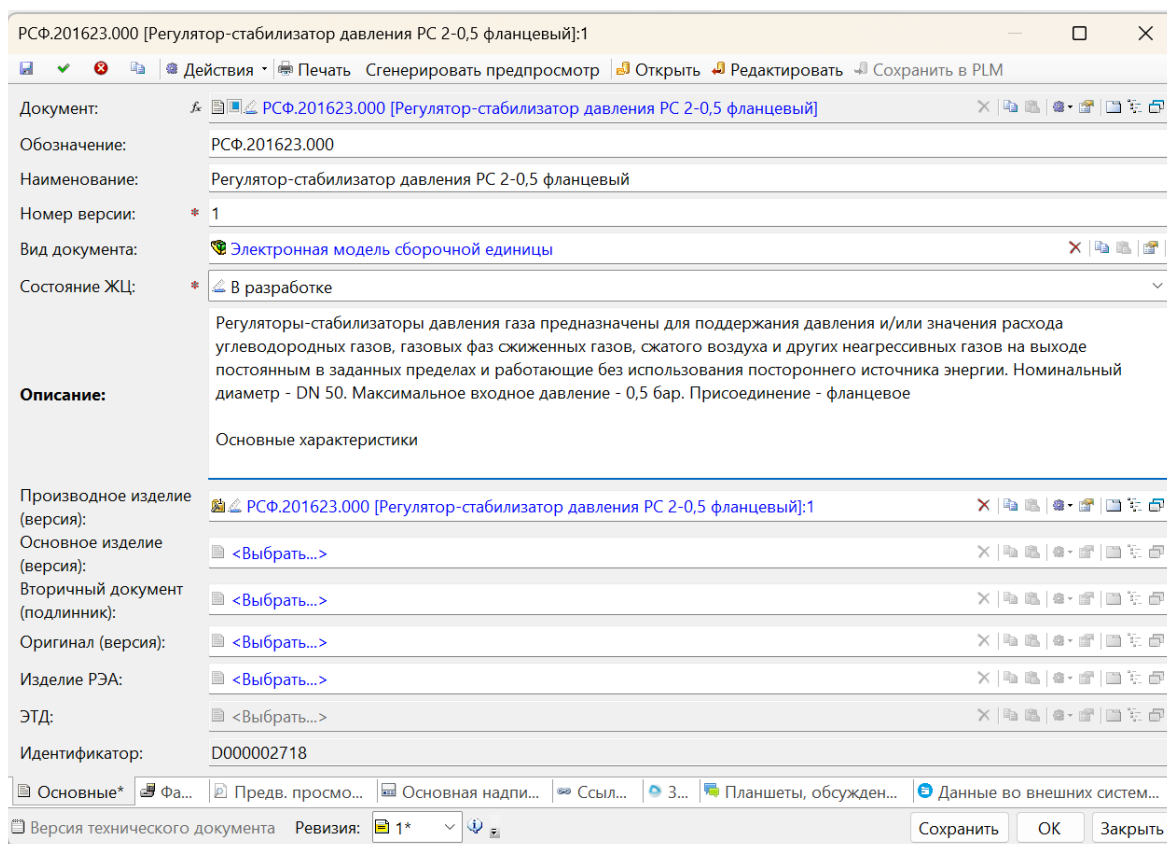 РСФ.201623.000 [Регулятор-стабилизатор давления РС 2-0,5 фланцевый]:1
Действия Печать Сгенерировать предпросмотр Открыть Редактировать Сохранить в PLM
Документ: fx РСФ.201623.000 [Регулятор-стабилизатор давления РС 2-0,5 фланцевый]
Обозначение: РСФ.201623.000
Наименование: Регулятор-стабилизатор давления РС 2-0,5 фланцевый
Номер версии: * 1
Вид документа: Электронная модель сборочной единицы
Состояние ЖЦ: * В разработке
Описание:
Регуляторы-стабилизаторы давления газа предназначены для поддержания давления и/или значения расхода
углеводородных газов, газовых фаз сжиженных газов, сжатого воздуха и других неагрессивных газов на выходе
постоянным в заданных пределах и работающие без использования постороннего источника энергии. Номинальный
диаметр - DN 50. Максимальное входное давление - 0,5 бар. Присоединение - фланцевое
Основные характеристики
Производное изделие
(версия):
РСФ.201623.000 [Регулятор-стабилизатор давления РС 2-0,5 фланцевый]:1
Основное изделие
(версия):
<Выбрать...>
Вторичный документ
(подлинник):
<Выбрать...>
Оригинал (версия): <Выбрать...>
Изделие РЭА: <Выбрать...>
ЭТД: <Выбрать...>
Идентификатор: D000002718
Основные* Фа... Предв. просмо... Основная надпи... Ссыл... З... Планшеты, обсужден... Данные во внешних систем...
Версия технического документа Ревизия: 1* Сохранить ОК Закрыть